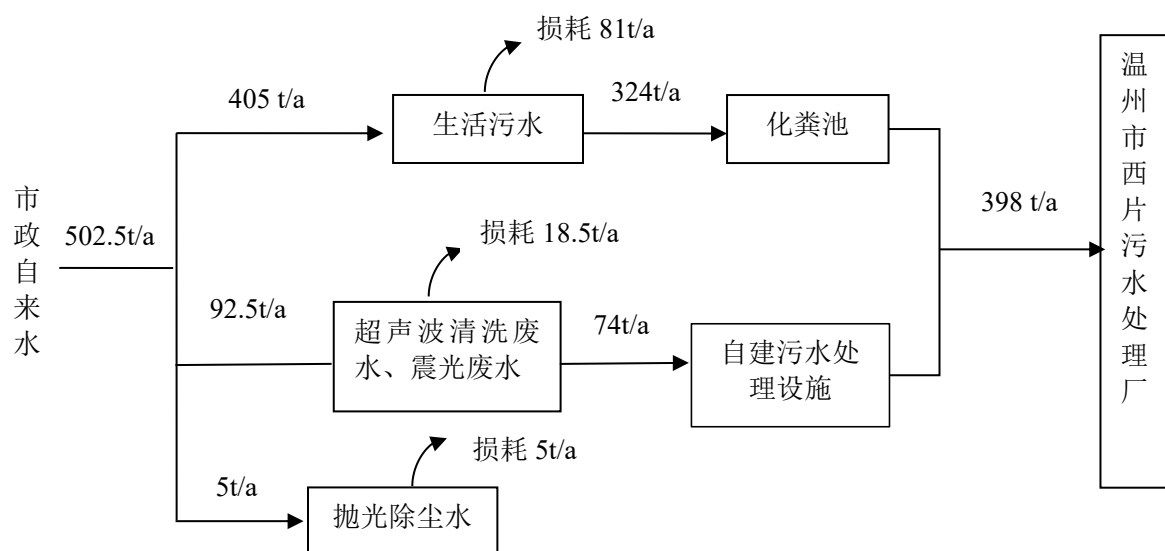 损耗 81t/a
405 t/a
生活污水
324t/a
化粪池
温州市西片污水处理厂
市政自来水
502.5t/a
损耗 18.5t/a
398 t/a
92.5t/a
超声波清洗废
水、震光废水
74t/a
自建污水处
理设施
损耗 5t/a
5t/a
抛光除尘水